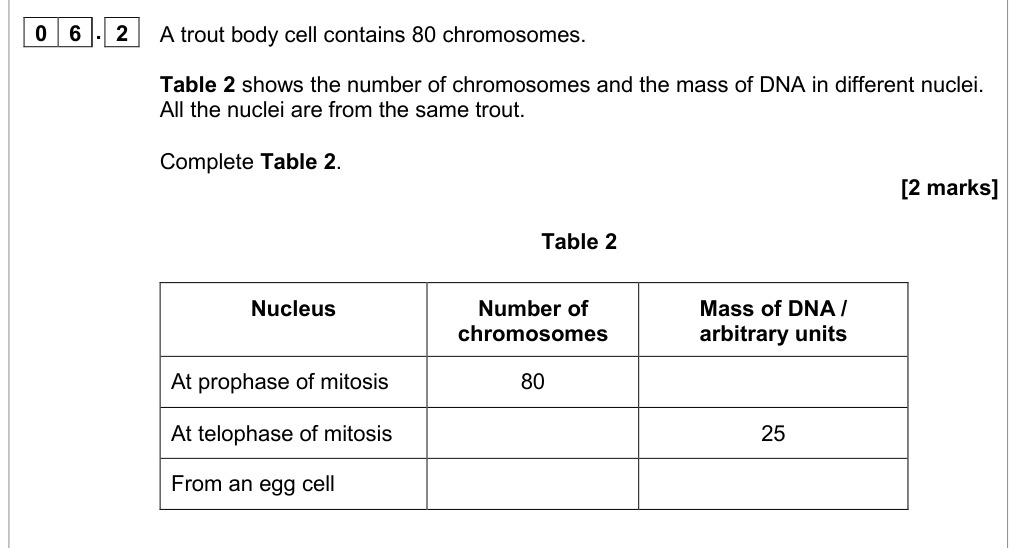 0 6 . 2 A trout body cell contains 80 chromosomes.
Table 2 shows the number of chromosomes and the mass of DNA in different nuclei.
All the nuclei are from the same trout.
Complete Table 2.
[2 marks]
Table 2
Nucleus Number of chromosomes Mass of DNA / arbitrary units
At prophase of mitosis 80
At telophase of mitosis 25
From an egg cell